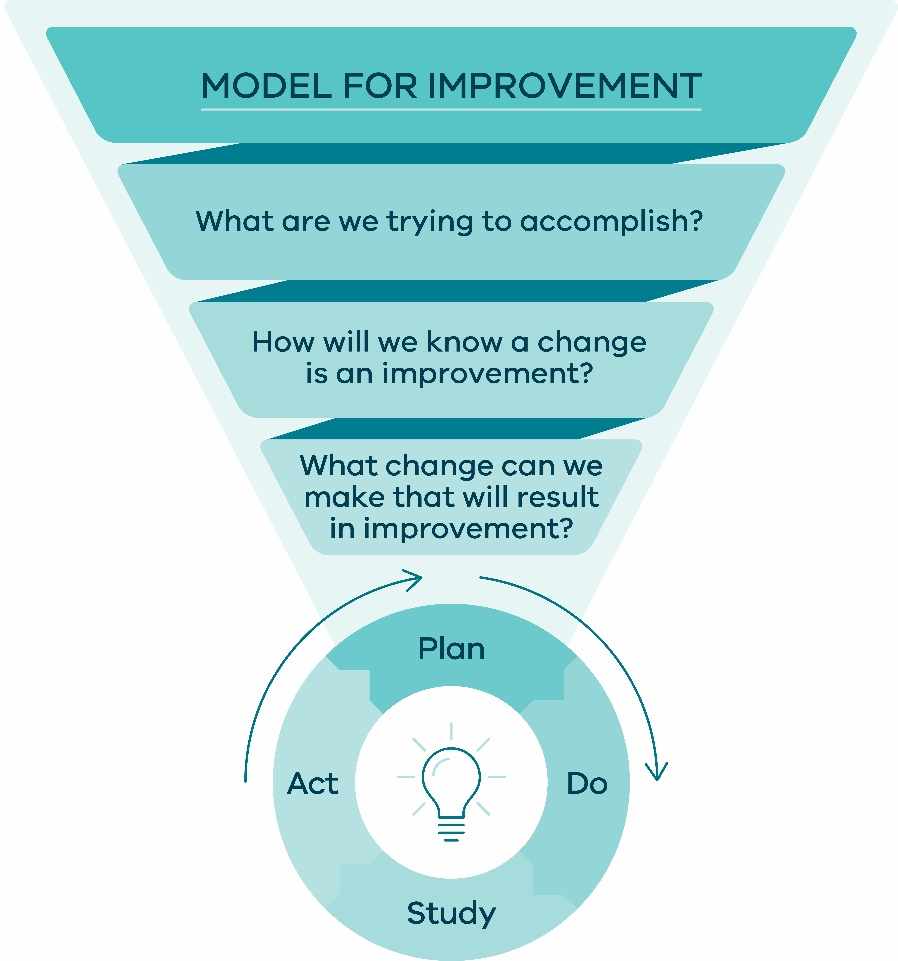 MODEL FOR IMPROVEMENT
What are we trying to accomplish?
How will we know a change
is an improvement?
What change can we
make that will result
in improvement?
Plan
Act
Do
Study